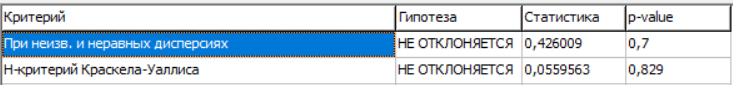 Критерий Гипотеза Статистика p-value
При неизв. и неравных дисперсиях НЕ ОТКЛОНЯЕТСЯ 0,426009 0,7
H-критерий Краскела-Уаллиса НЕ ОТКЛОНЯЕТСЯ 0,0559563 0,829